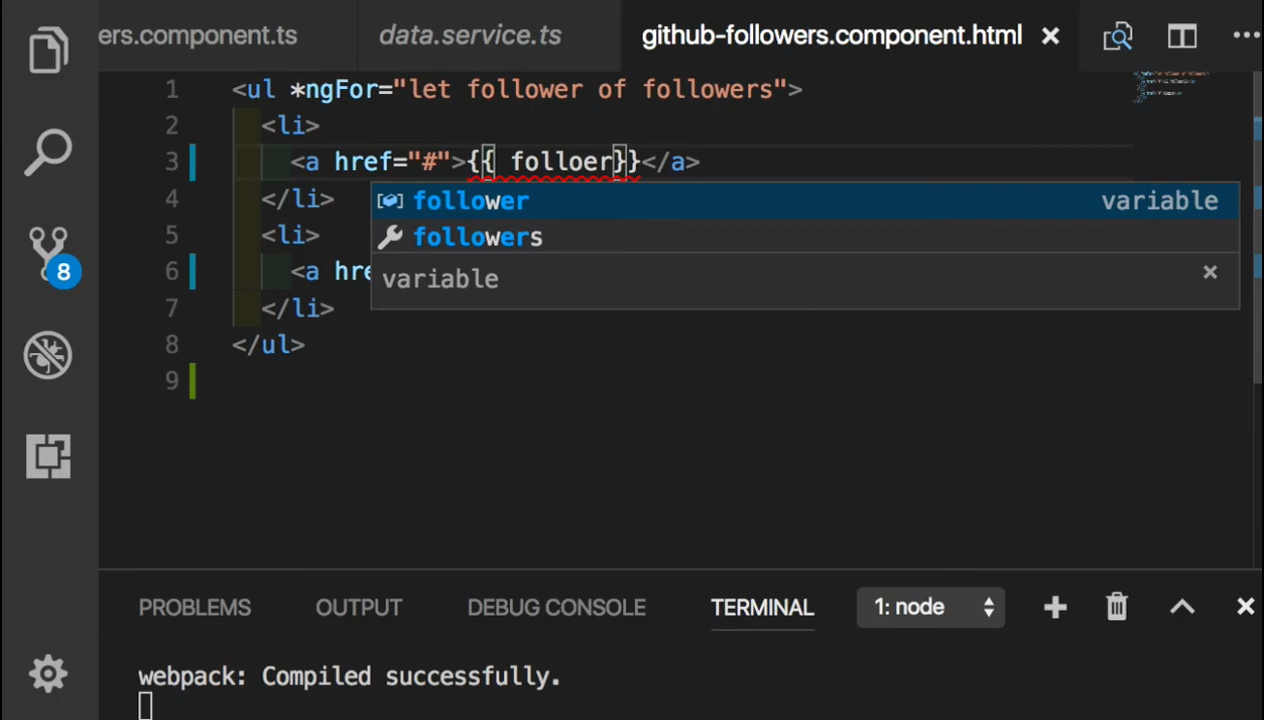 ers.component.ts data.service.ts github-followers.component.html
1 <ul *ngFor="let follower of followers">
2 <li>
3 <a href="#">{{ folloer}}</a>
follower variable
4 </li>
followers
5 <li>
6 <a hre
variable
7 </li>
8 </ul>
9
8
PROBLEMS OUTPUT DEBUG CONSOLE TERMINAL 1: node
webpack: Compiled successfully.